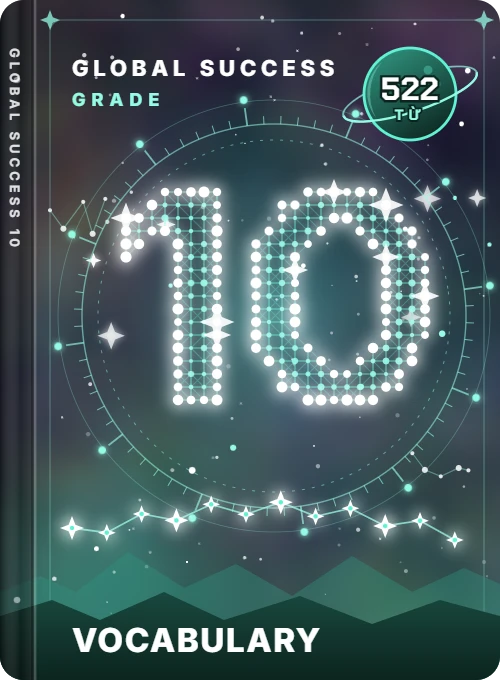 GLOBAL SUCCESS 10
GLOBAL SUCCESS
GRADE
522
TỪ
10
VOCABULARY